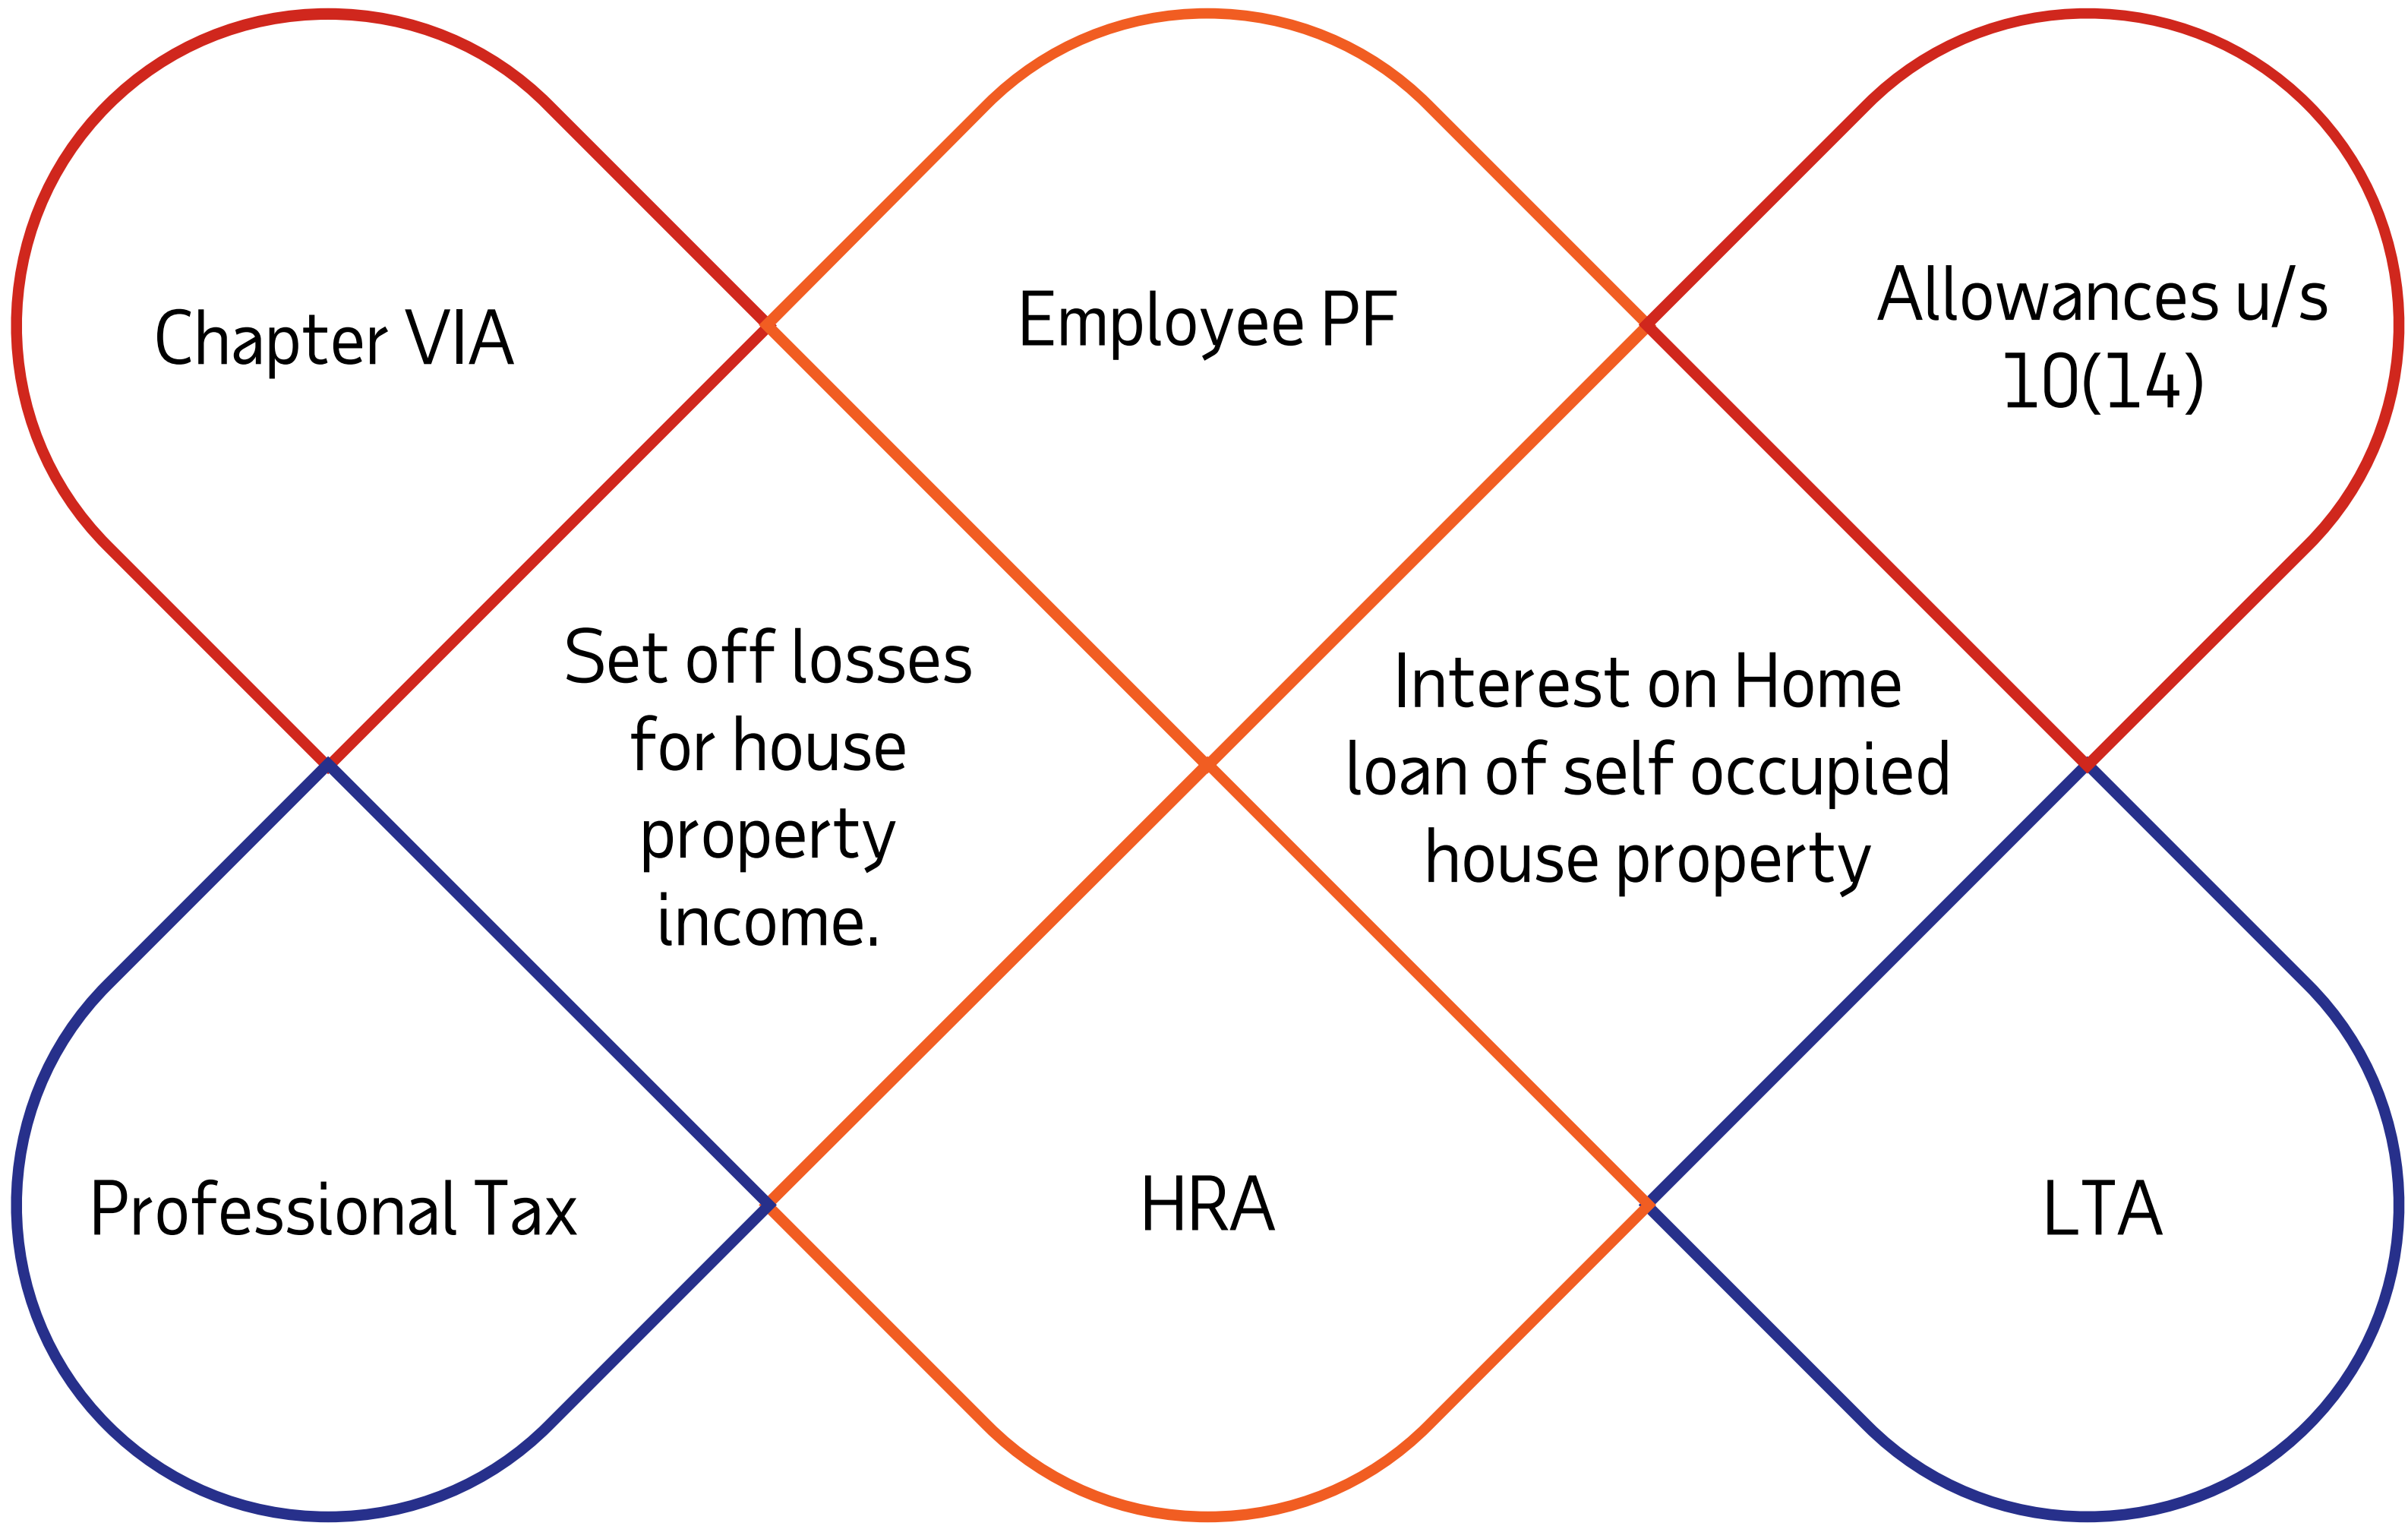 Chapter VIA
Employee PF
Allowances u/s
10(14)
Set off losses
for house
property
income.
Interest on Home
loan of self occupied
house property
Professional Tax
HRA
LTA